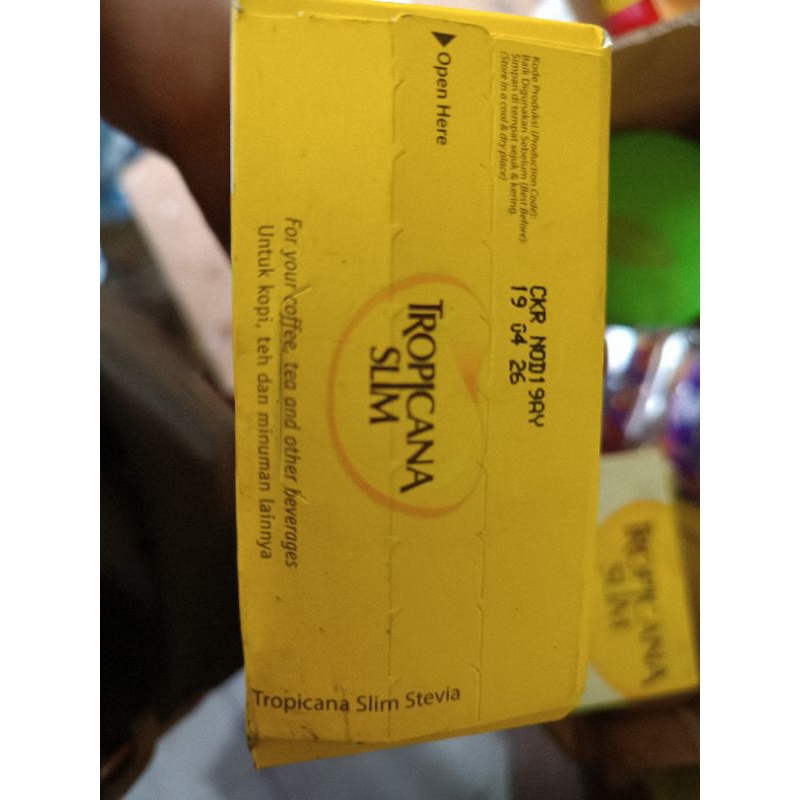 Kode Produksi (Production Code):
Baik Digunakan Sebelum (Best Before):
Simpan di tempat sejuk & kering
(Store in a cool & dry place)
CKR NOD19AY
19 04 26
Open Here
TROPICANA
SLIM
For your coffee, tea and other beverages
Untuk kopi, teh dan minuman lainnya
Tropicana Slim Stevia
TROPICANA
SLIM